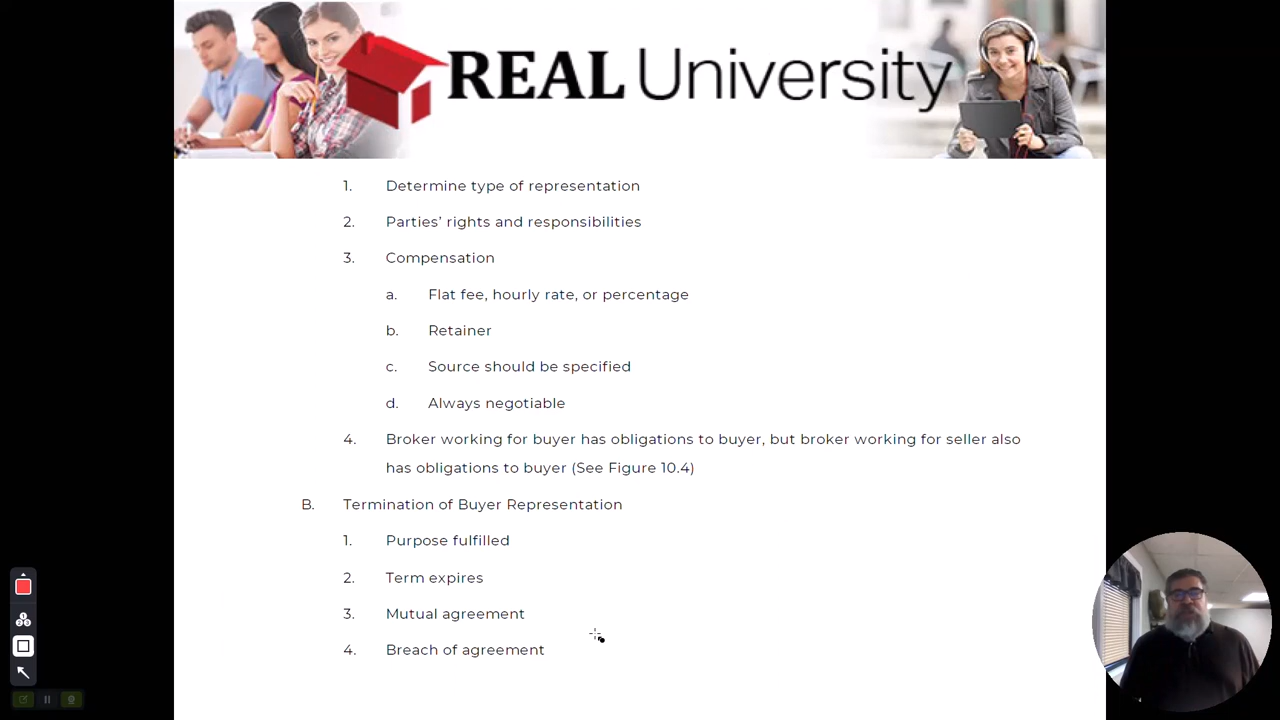 REAL University
1. Determine type of representation
2. Parties’ rights and responsibilities
3. Compensation
a. Flat fee, hourly rate, or percentage
b. Retainer
c. Source should be specified
d. Always negotiable
4. Broker working for buyer has obligations to buyer, but broker working for seller also
has obligations to buyer (See Figure 10.4)
B. Termination of Buyer Representation
1. Purpose fulfilled
2. Term expires
3. Mutual agreement
4. Breach of agreement